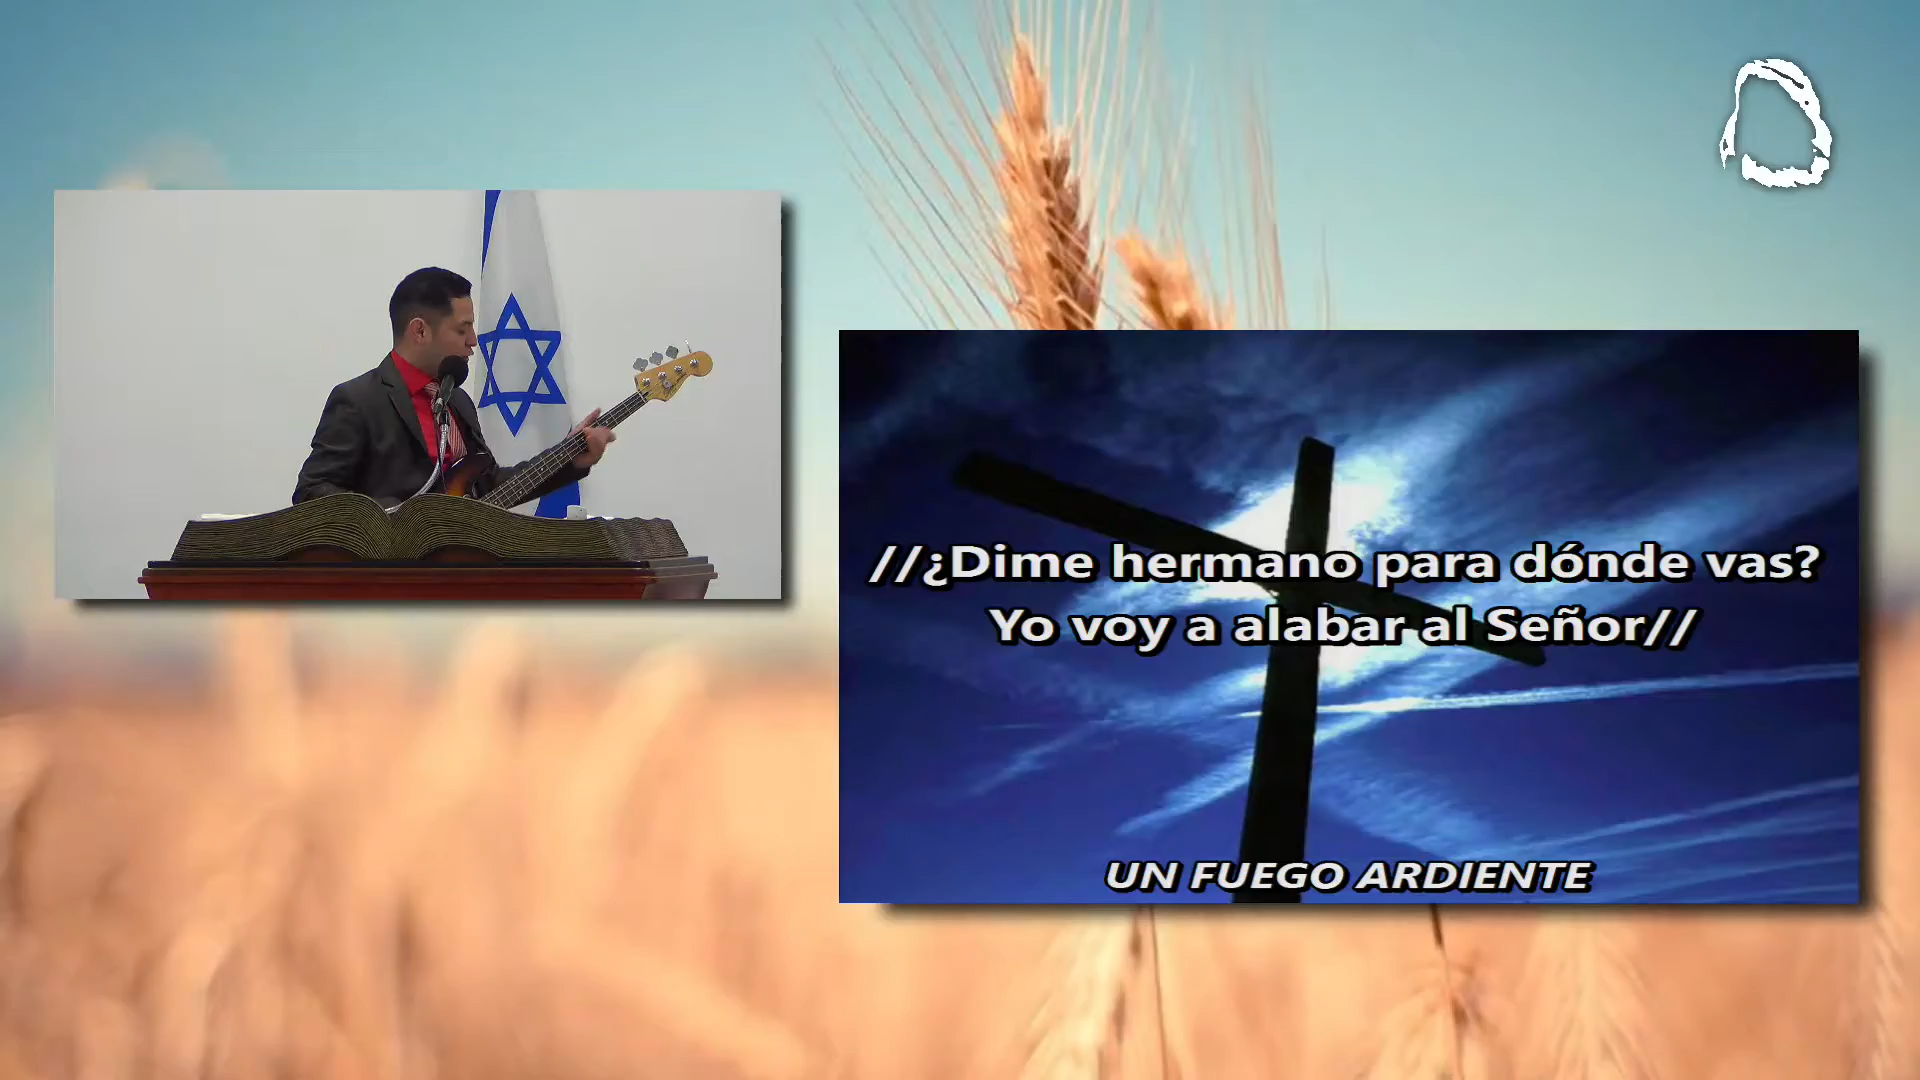 //¿Dime hermano para dónde vas?
Yo voy a alabar al Señor//
UN FUEGO ARDIENTE